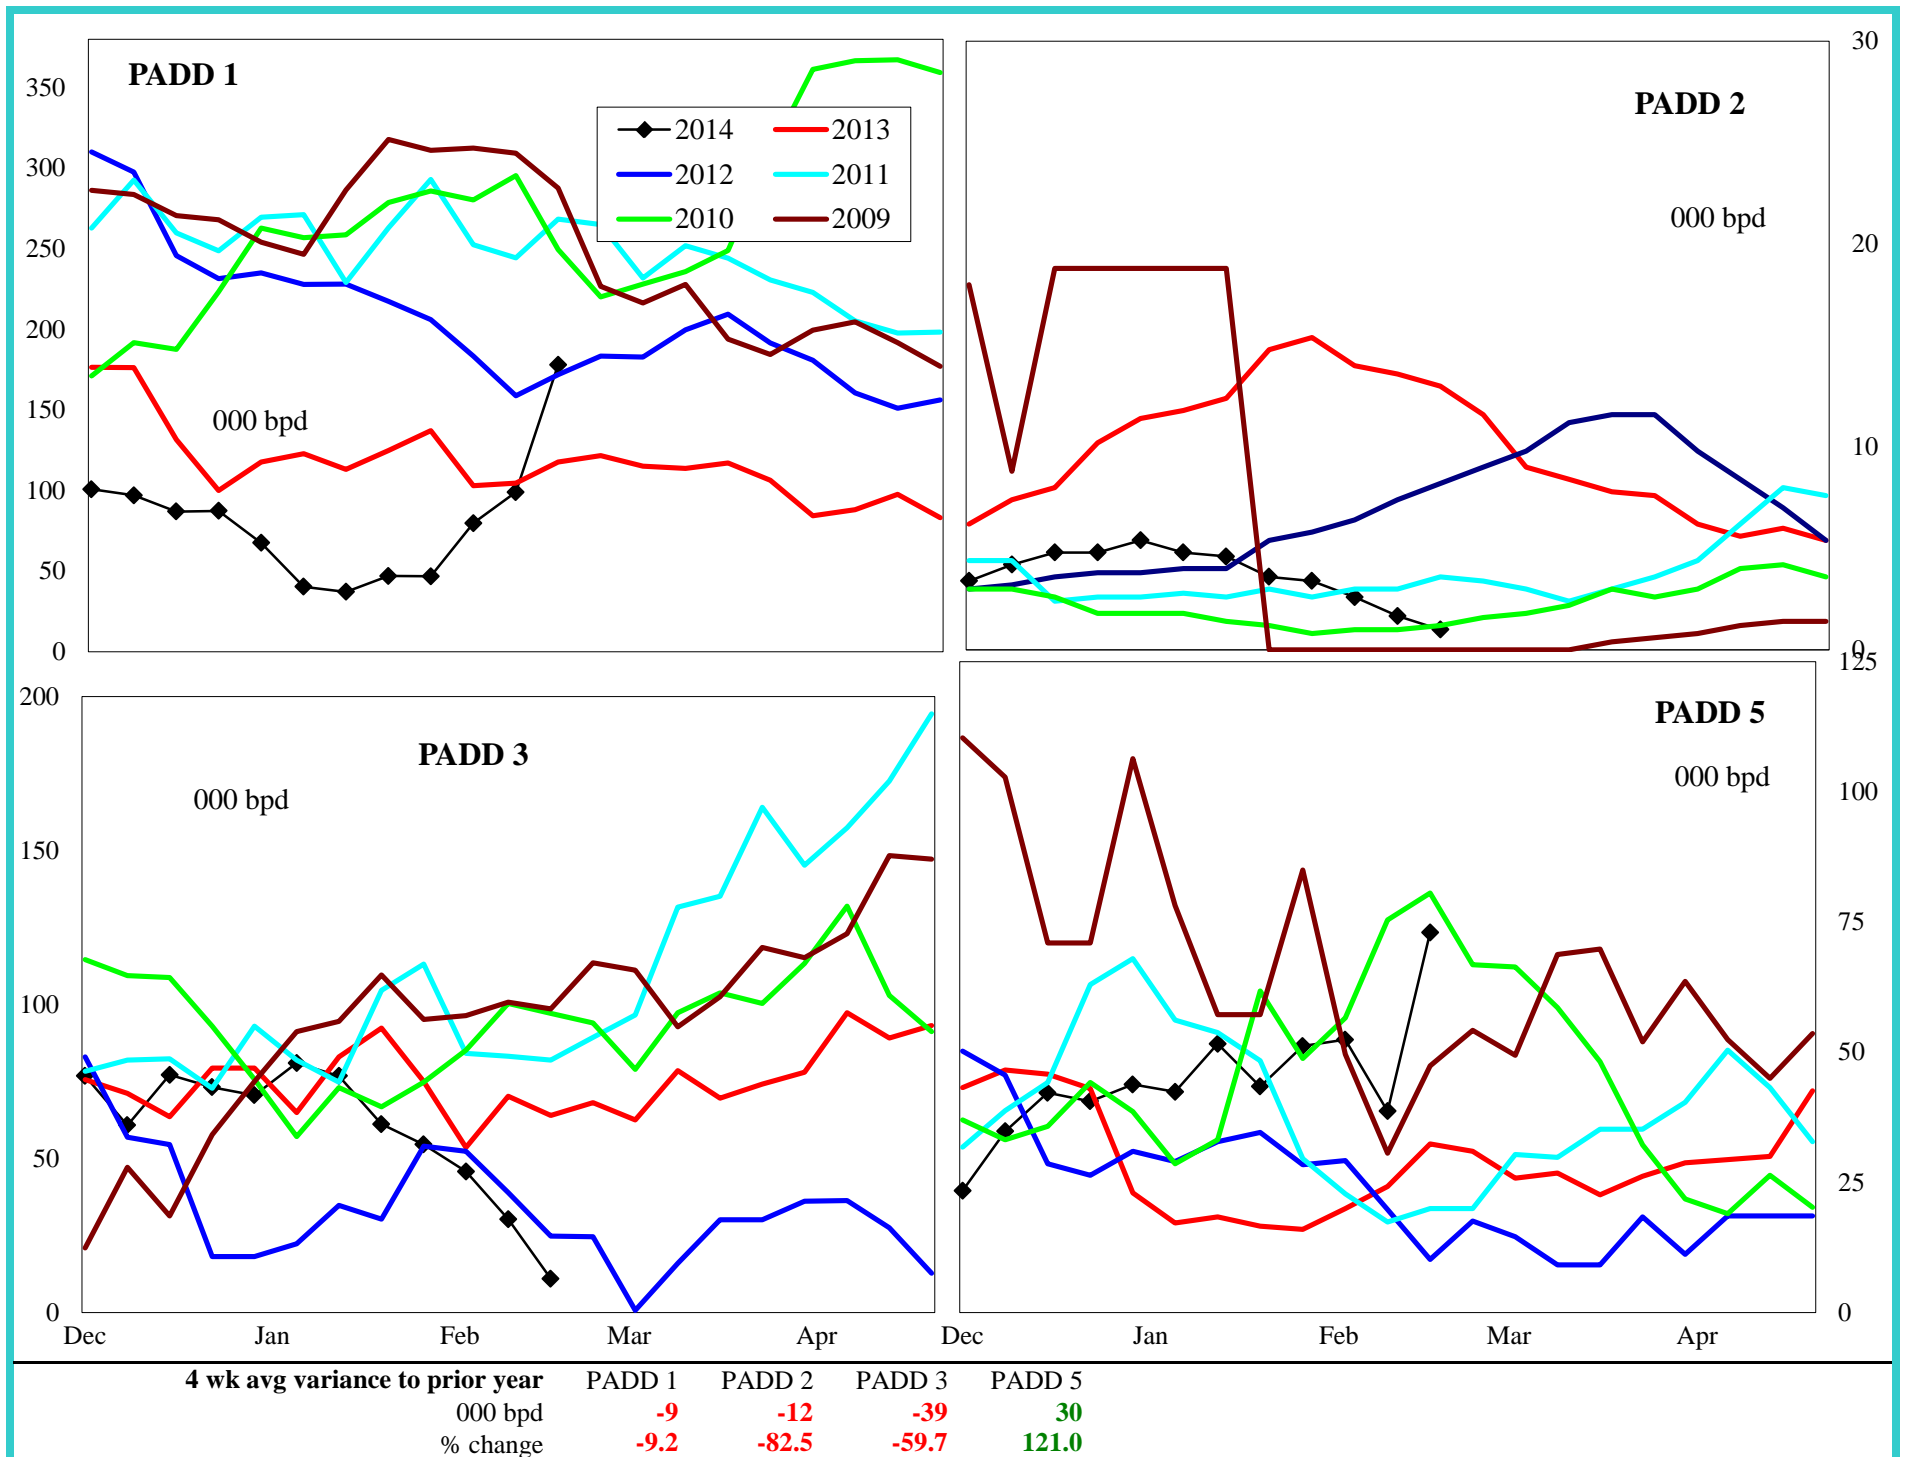 PADD 1
350
300
250
200
150
100
50
0
000 bpd
2014 2013
2012 2011
2010 2009
PADD 2
000 bpd
30
20
10
0
PADD 3
000 bpd
200
150
100
50
0
Dec Jan Feb Mar Apr
PADD 5
000 bpd
125
100
75
50
25
0
Dec Jan Feb Mar Apr
4 wk avg variance to prior year PADD 1 PADD 2 PADD 3 PADD 5
000 bpd -9 -12 -39 30
% change -9.2 -82.5 -59.7 121.0